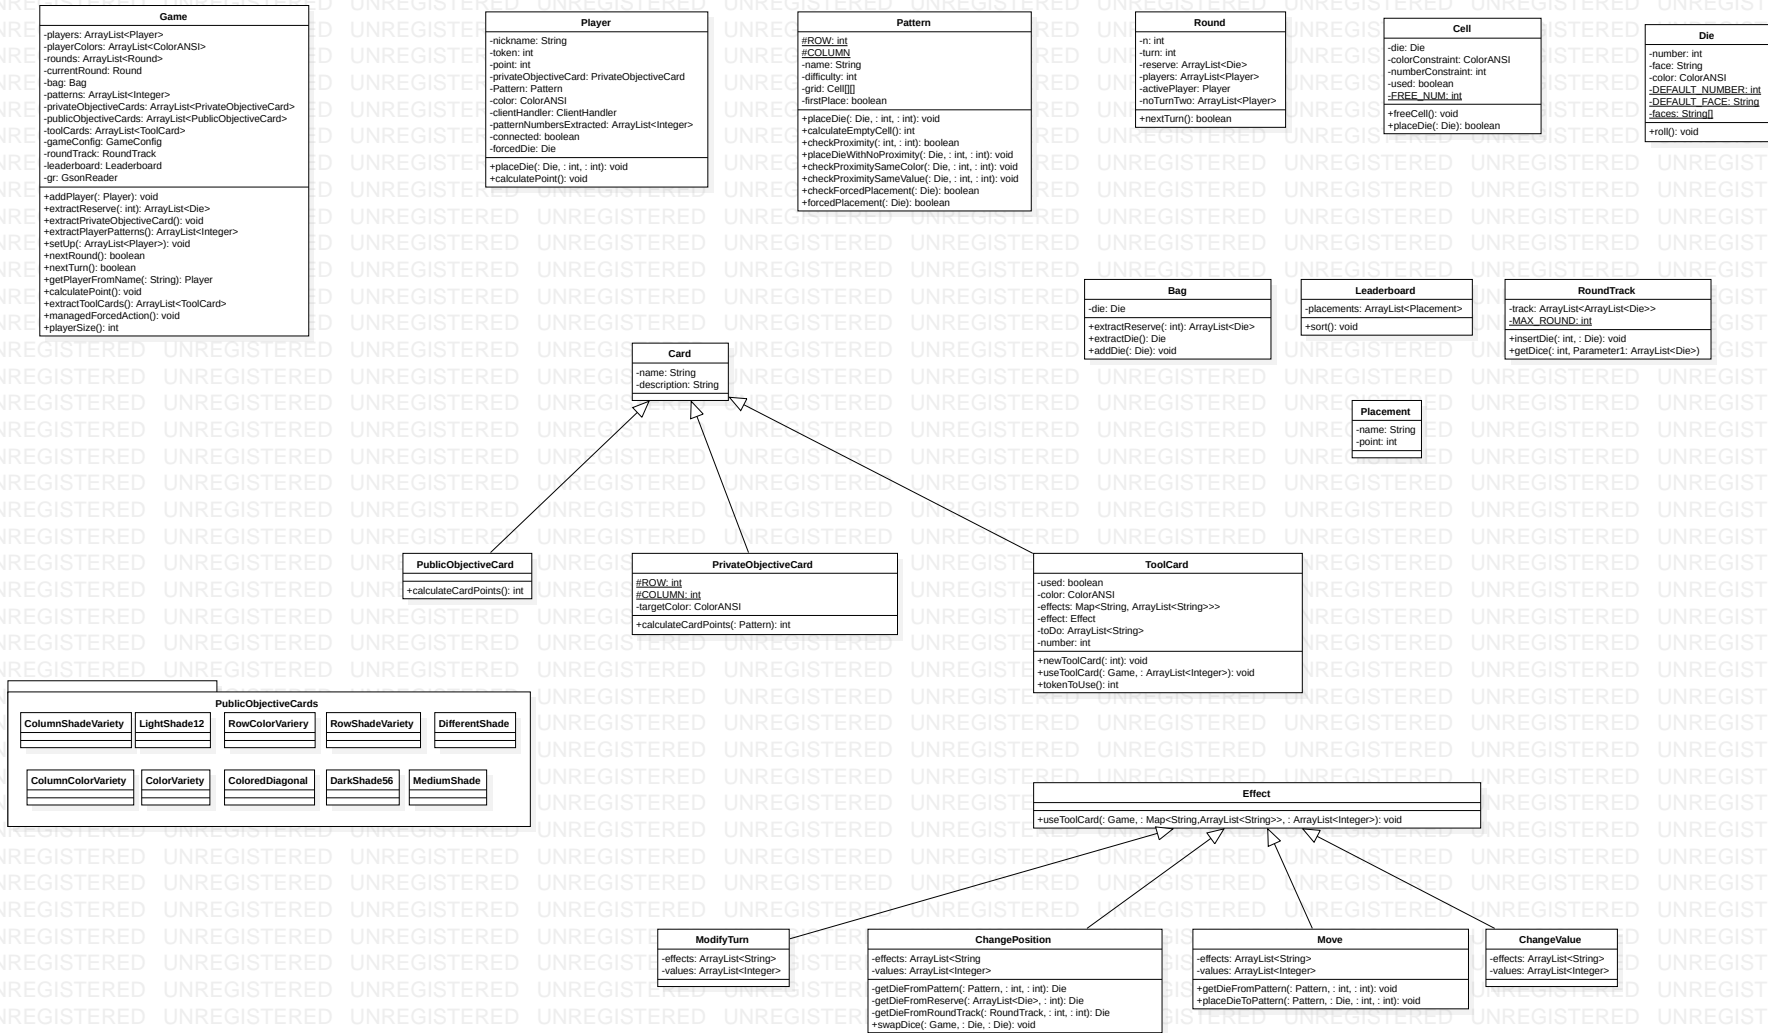 Game
-players: ArrayList<Player>
-playerColors: ArrayList<ColorANSI>
-rounds: ArrayList<Round>
-currentRound: Round
-bag: Bag
-patterns: ArrayList<Integer>
-privateObjectiveCards: ArrayList<PrivateObjectiveCard>
-publicObjectiveCards: ArrayList<PublicObjectiveCard>
-toolCards: ArrayList<ToolCard>
-gameConfig: GameConfig
-roundTrack: RoundTrack
-leaderboard: Leaderboard
-gr: GsonReader
+addPlayer(: Player): void
+extractReserve(: int): ArrayList<Die>
+extractPrivateObjectiveCard(): void
+extractPlayerPatterns(): ArrayList<Integer>
+setUp(: ArrayList<Player>): void
+nextRound(): boolean
+nextTurn(): boolean
+getPlayerFromName(: String): Player
+calculatePoint(): void
+extractToolCards(): ArrayList<ToolCard>
+managedForcedAction(): void
+playerSize(): int
Player
-nickname: String
-token: int
-point: int
-privateObjectiveCard: PrivateObjectiveCard
-Pattern: Pattern
-color: ColorANSI
-clientHandler: ClientHandler
-patternNumbersExtracted: ArrayList<Integer>
-connected: boolean
-forcedDie: Die
+placeDie(: Die, : int, : int): void
+calculatePoint(): void
Pattern
#ROW: int
#COLUMN
-name: String
-difficulty: int
-grid: Cell[][]
-firstPlace: boolean
+placeDie(: Die, : int, : int): void
+calculateEmptyCell(): int
+checkProximity(: int, : int): boolean
+placeDieWithNoProximity(: Die, : int, : int): void
+checkProximitySameColor(: Die, : int, : int): void
+checkProximitySameValue(: Die, : int, : int): void
+checkForcedPlacement(: Die): boolean
+forcedPlacement(: Die): boolean
Round
-n: int
-turn: int
-reserve: ArrayList<Die>
-players: ArrayList<Player>
-activePlayer: Player
-noTurnTwo: ArrayList<Player>
+nextTurn(): boolean
Cell
-die: Die
-colorConstraint: ColorANSI
-numberConstraint: int
-used: boolean
-FREE_NUM: int
+freeCell(): void
+placeDie(: Die): boolean
Die
-number: int
-face: String
-color: ColorANSI
-DEFAULT_NUMBER: int
-DEFAULT_FACE: String
-faces: String[]
+roll(): void
Bag
-die: Die
+extractReserve(: int): ArrayList<Die>
+extractDie(): Die
+addDie(: Die): void
Leaderboard
-placements: ArrayList<Placement>
+sort(): void
RoundTrack
-track: ArrayList<ArrayList<Die>>
-MAX_ROUND: int
+insertDie(: int, : Die): void
+getDice(: int, Parameter1: ArrayList<Die>)
Card
-name: String
-description: String
Placement
-name: String
-point: int
PublicObjectiveCard
+calculateCardPoints(): int
PrivateObjectiveCard
#ROW: int
#COLUMN: int
-targetColor: ColorANSI
+calculateCardPoints(: Pattern): int
ToolCard
-used: boolean
-color: ColorANSI
-effects: Map<String, ArrayList<String>>>
-effect: Effect
-toDo: ArrayList<String>
-number: int
+newToolCard(: int): void
+useToolCard(: Game, : ArrayList<Integer>): void
+tokenToUse(): int
PublicObjectiveCards
ColumnShadeVariety LightShade12 RowColorVariery RowShadeVariety DifferentShade
ColumnColorVariety ColorVariety ColoredDiagonal DarkShade56 MediumShade
Effect
+useToolCard(: Game, : Map<String,ArrayList<String>>, : ArrayList<Integer>): void
ModifyTurn
-effects: ArrayList<String>
-values: ArrayList<Integer>
ChangePosition
-effects: ArrayList<String
-values: ArrayList<Integer>
-getDieFromPattern(: Pattern, : int, : int): Die
-getDieFromReserve(: ArrayList<Die>, : int): Die
-getDieFromRoundTrack(: RoundTrack, : int, : int): Die
+swapDice(: Game, : Die, : Die): void
Move
-effects: ArrayList<String>
-values: ArrayList<Integer>
+getDieFromPattern(: Pattern, : int, : int): void
+placeDieToPattern(: Pattern, : Die, : int, : int): void
ChangeValue
-effects: ArrayList<String>
-values: ArrayList<Integer>
UNREGISTERED